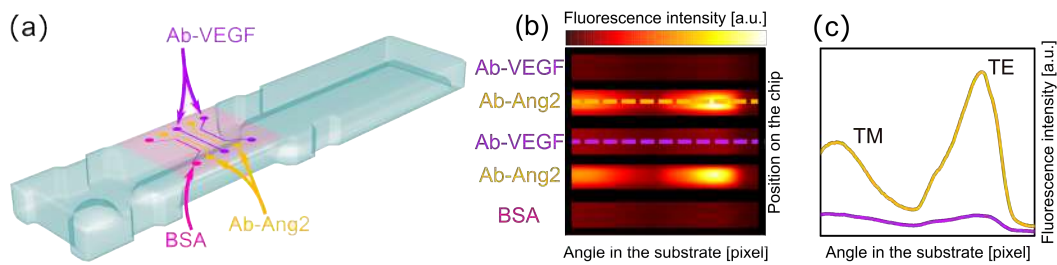 (a)
Ab-VEGF
BSA
Ab-Ang2
(b)
Fluorescence intensity [a.u.]
Ab-VEGF
Ab-Ang2
Ab-VEGF
Ab-Ang2
BSA
Position on the chip
Angle in the substrate [pixel]
(c)
TM
TE
Fluorescence intensity [a.u.]
Angle in the substrate [pixel]